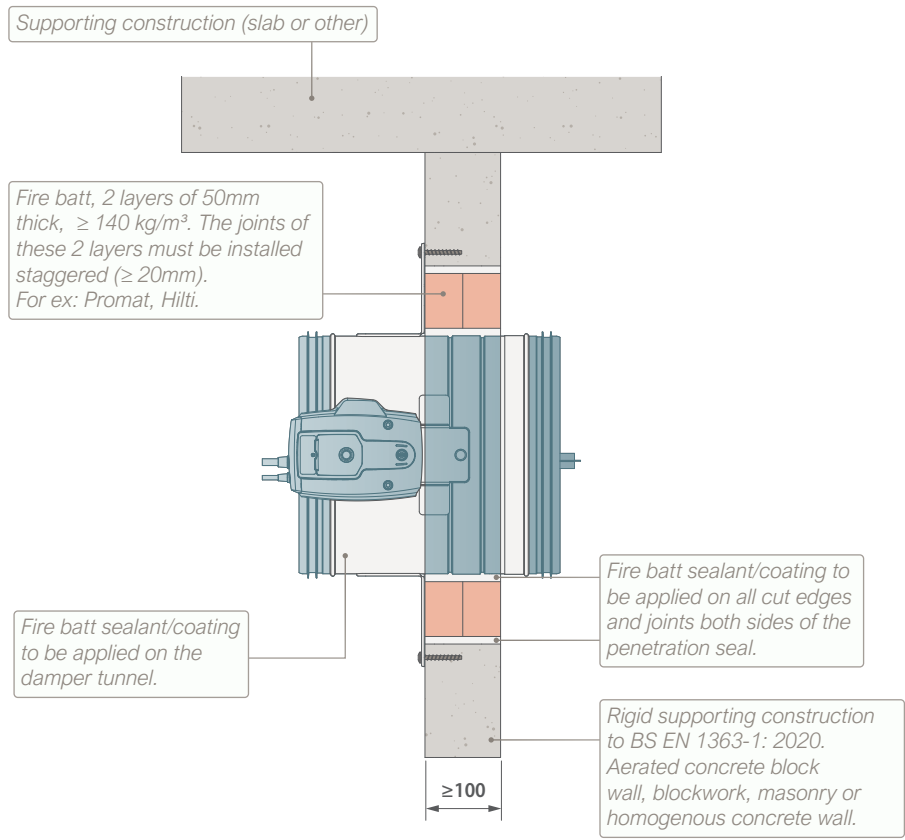 Supporting construction (slab or other)
Fire batt, 2 layers of 50mm
thick, ≥ 140 kg/m³. The joints of
these 2 layers must be installed
staggered (≥ 20mm).
For ex: Promat, Hilti.
Fire batt sealant/coating
to be applied on the
damper tunnel.
Fire batt sealant/coating to
be applied on all cut edges
and joints both sides of the
penetration seal.
Rigid supporting construction
to BS EN 1363-1: 2020.
Aerated concrete block
wall, blockwork, masonry or
homogenous concrete wall.
≥100